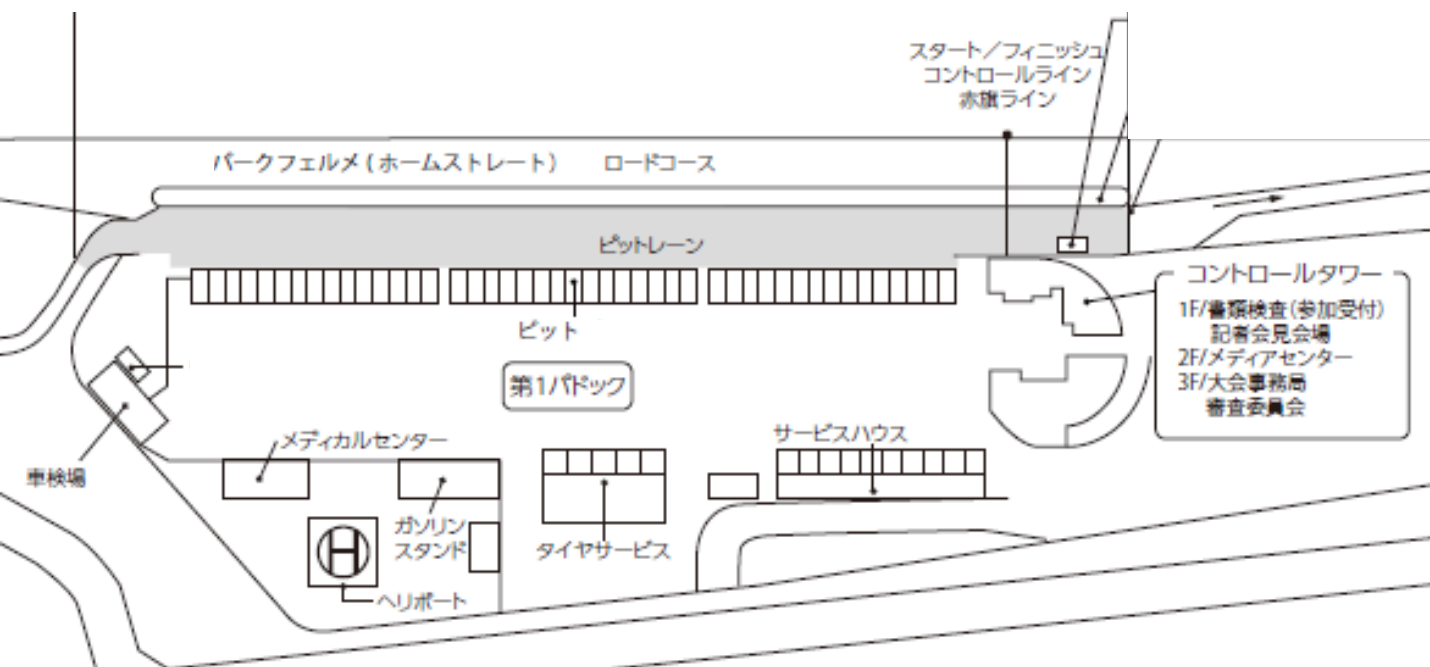 スタート／フィニッシュ
コントロールライン
赤旗ライン
パークフェルメ(ホームストレート)
ロードコース
ピットレーン
コントロールタワー
1F/書類検査(参加受付)
記者会見会場
2F/メディアセンター
3F/大会事務局
審査委員会
ピット
第1パドック
メディカルセンター
サービスハウス
車検場
ガソリン
スタンド
タイヤサービス
H
ヘリポート